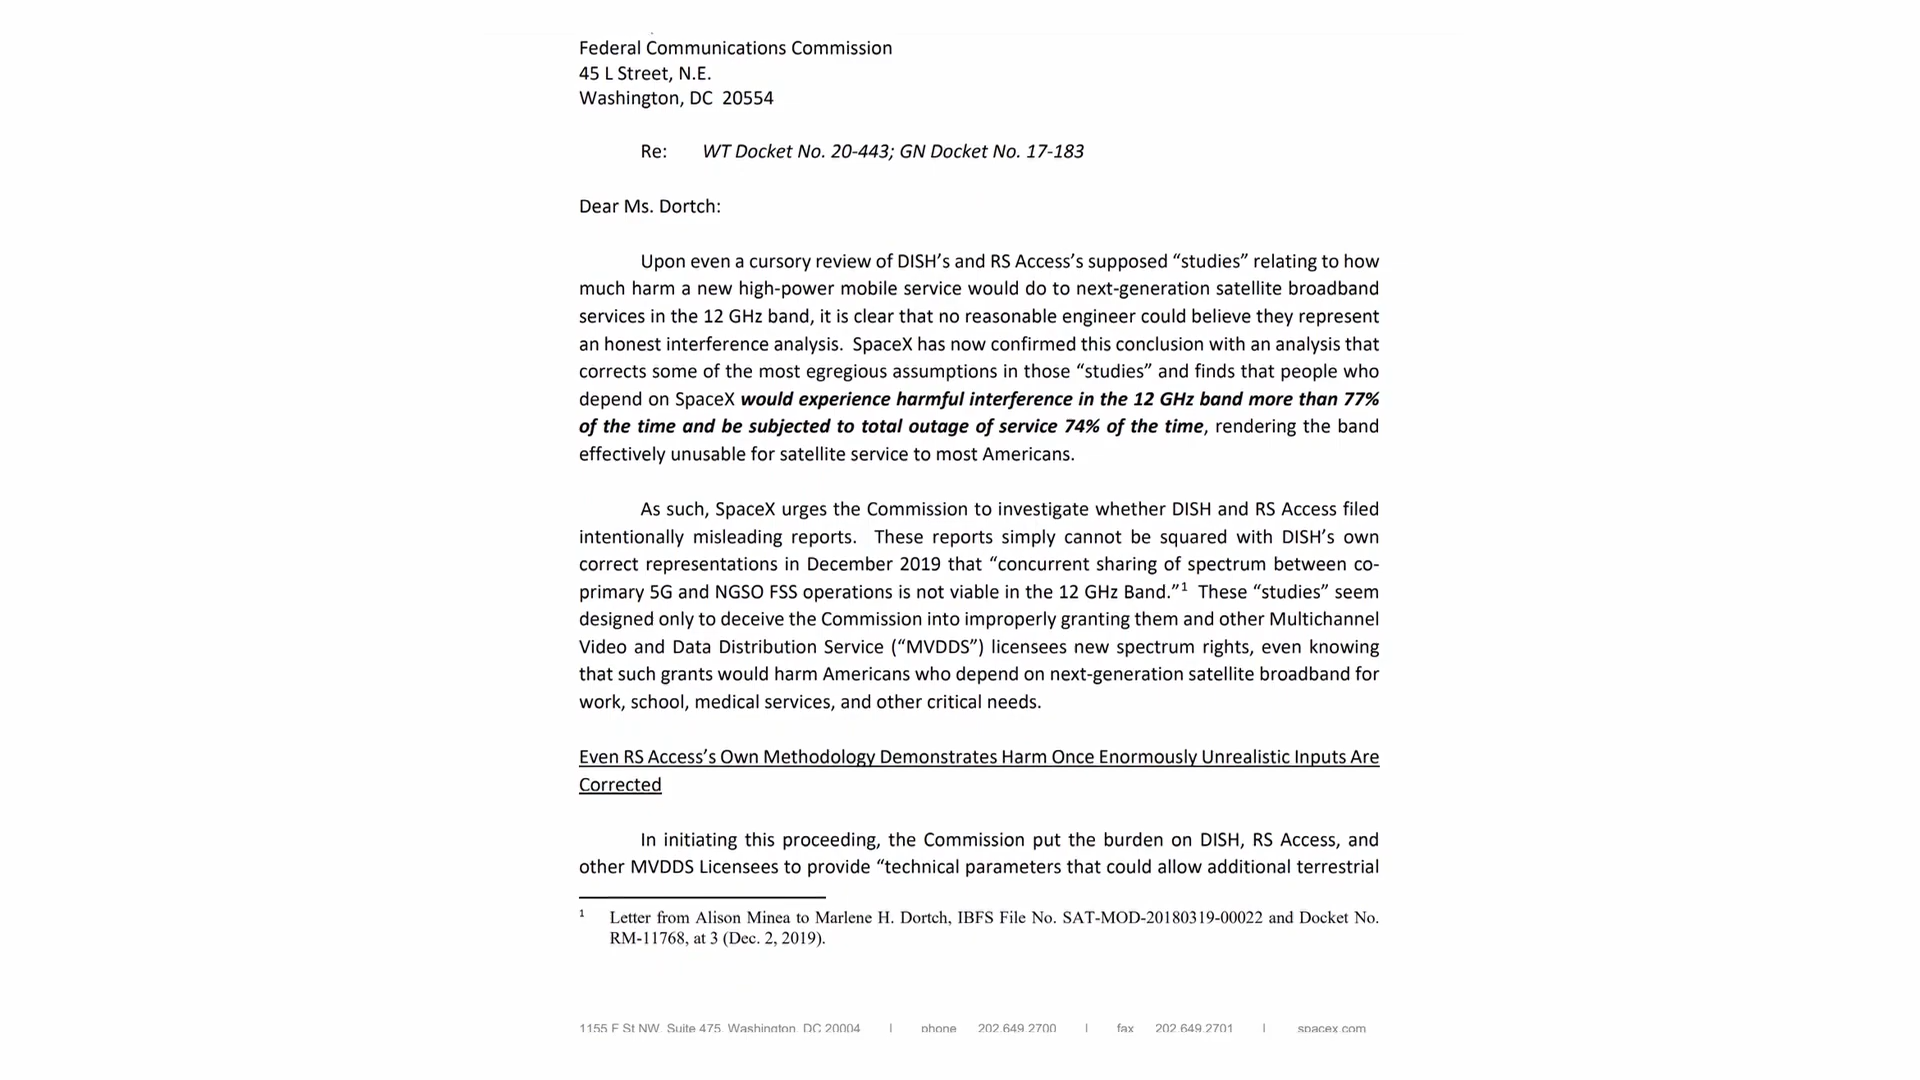 Federal Communications Commission
45 L Street, N.E.
Washington, DC 20554
Re: WT Docket No. 20-443; GN Docket No. 17-183
Dear Ms. Dortch:
Upon even a cursory review of DISH’s and RS Access’s supposed “studies” relating to how
much harm a new high-power mobile service would do to next-generation satellite broadband
services in the 12 GHz band, it is clear that no reasonable engineer could believe they represent
an honest interference analysis. SpaceX has now confirmed this conclusion with an analysis that
corrects some of the most egregious assumptions in those “studies” and finds that people who
depend on SpaceX would experience harmful interference in the 12 GHz band more than 77%
of the time and be subjected to total outage of service 74% of the time, rendering the band
effectively unusable for satellite service to most Americans.
As such, SpaceX urges the Commission to investigate whether DISH and RS Access filed
intentionally misleading reports. These reports simply cannot be squared with DISH’s own
correct representations in December 2019 that “concurrent sharing of spectrum between co-
primary 5G and NGSO FSS operations is not viable in the 12 GHz Band.”1 These “studies” seem
designed only to deceive the Commission into improperly granting them and other Multichannel
Video and Data Distribution Service (“MVDDS”) licensees new spectrum rights, even knowing
that such grants would harm Americans who depend on next-generation satellite broadband for
work, school, medical services, and other critical needs.
Even RS Access’s Own Methodology Demonstrates Harm Once Enormously Unrealistic Inputs Are
Corrected
In initiating this proceeding, the Commission put the burden on DISH, RS Access, and
other MVDDS Licensees to provide “technical parameters that could allow additional terrestrial
1 Letter from Alison Minea to Marlene H. Dortch, IBFS File No. SAT-MOD-20180319-00022 and Docket No.
RM-11768, at 3 (Dec. 2, 2019).
1155 F St NW, Suite 475, Washington, DC 20004 | phone 202.649.2700 | fax 202.649.2701 | spacex.com